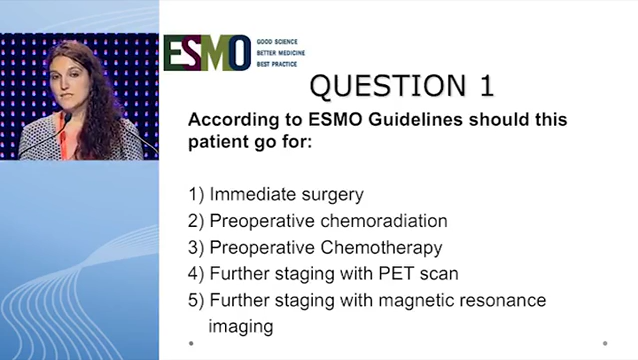 ESMO
GOOD SCIENCE
BETTER MEDICINE
BEST PRACTICE
QUESTION 1
According to ESMO Guidelines should this
patient go for:
1) Immediate surgery
2) Preoperative chemoradiation
3) Preoperative Chemotherapy
4) Further staging with PET scan
5) Further staging with magnetic resonance
imaging